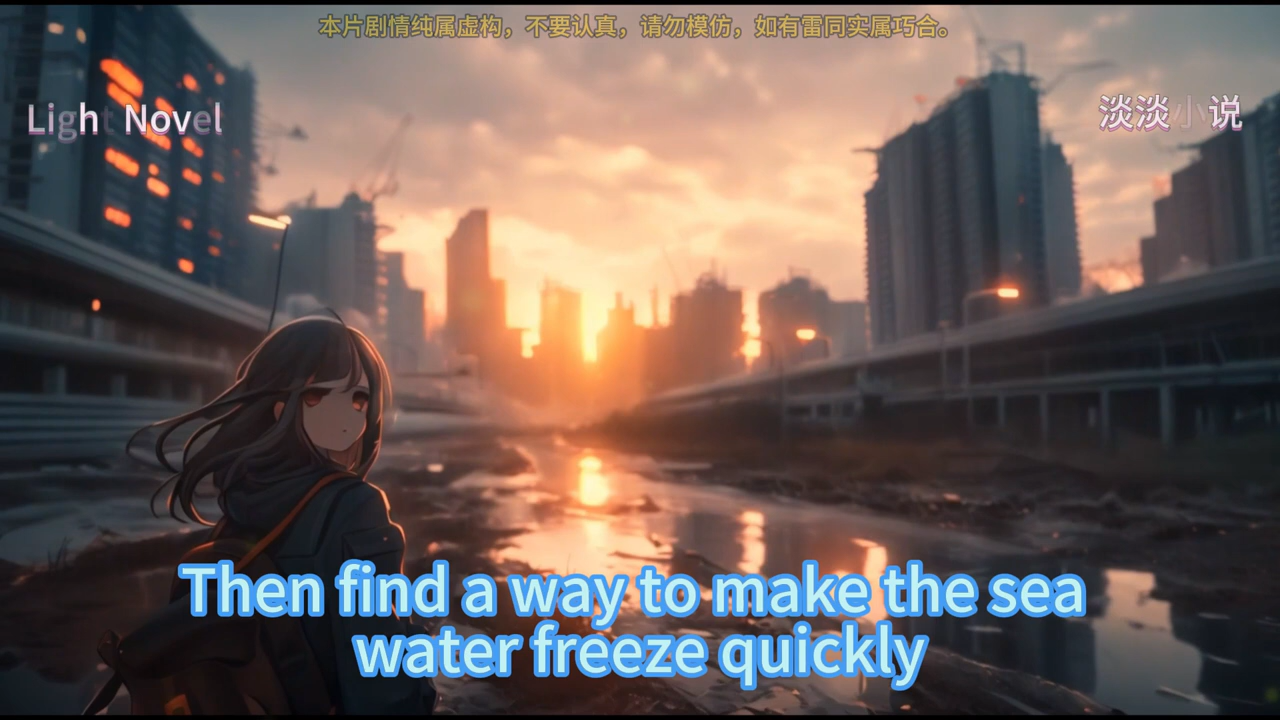 本片剧情纯属虚构，不要认真，请勿模仿，如有雷同实属巧合。
Light Novel
淡淡小说
Then find a way to make the sea
water freeze quickly